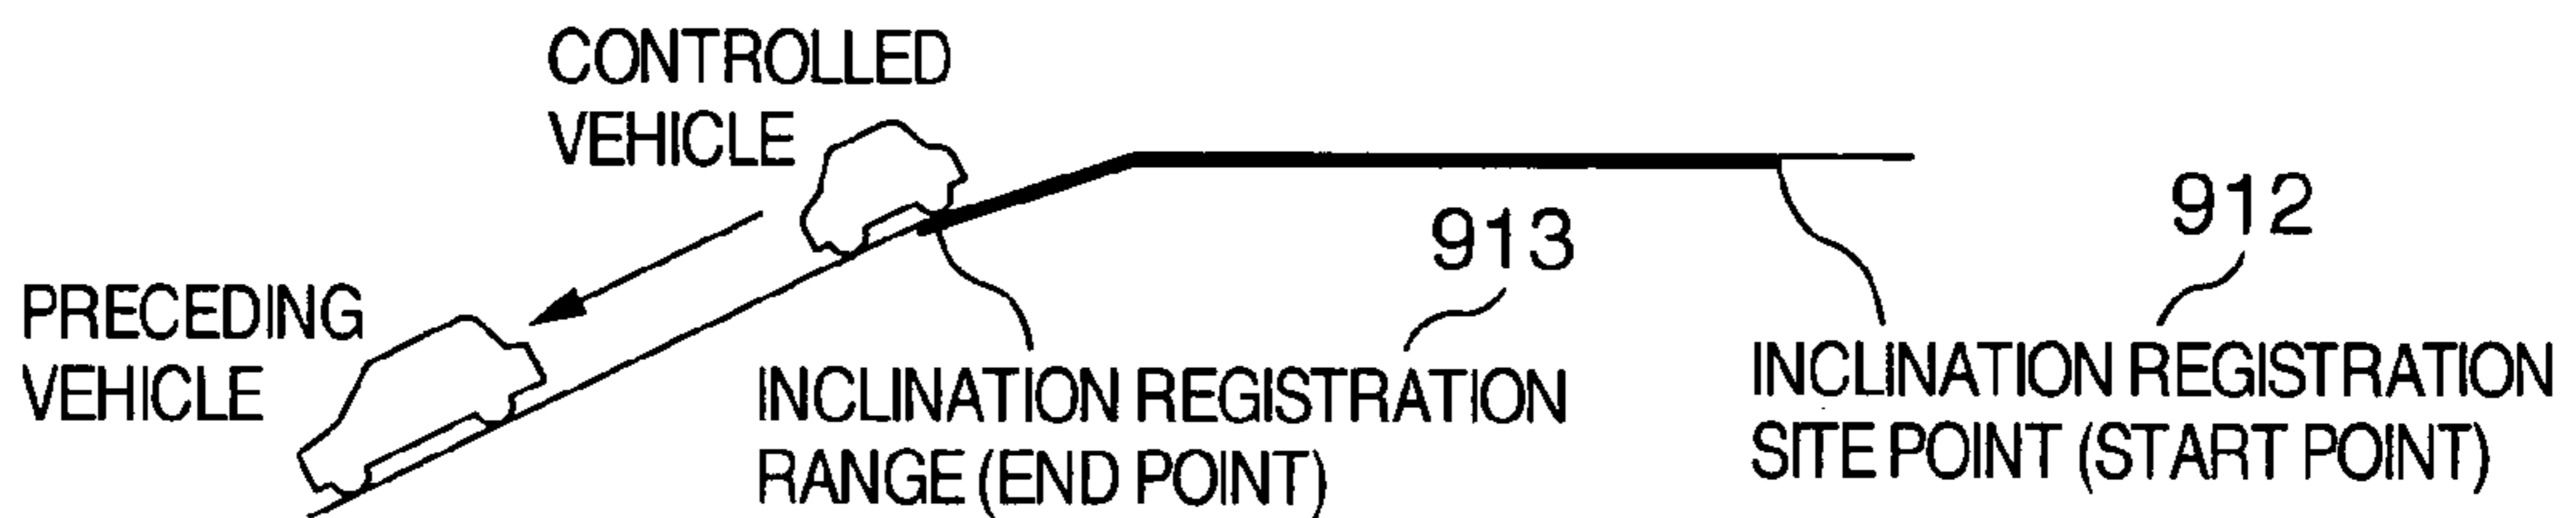 CONTROLLED
VEHICLE
PRECEDING
VEHICLE
913
INCLINATION REGISTRATION
RANGE (END POINT)
912
INCLINATION REGISTRATION
SITE POINT (START POINT)